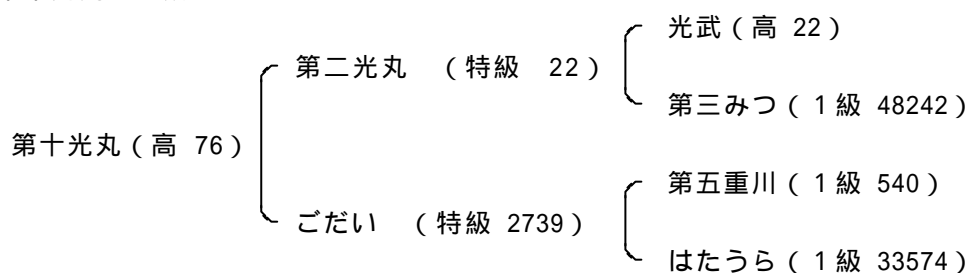 光武(高 22)
第二光丸 (特級 22)
第三みつ(1級 48242)
第十光丸(高 76)
第五重川(1級 540)
ごだい (特級 2739)
はたうら(1級 33574)